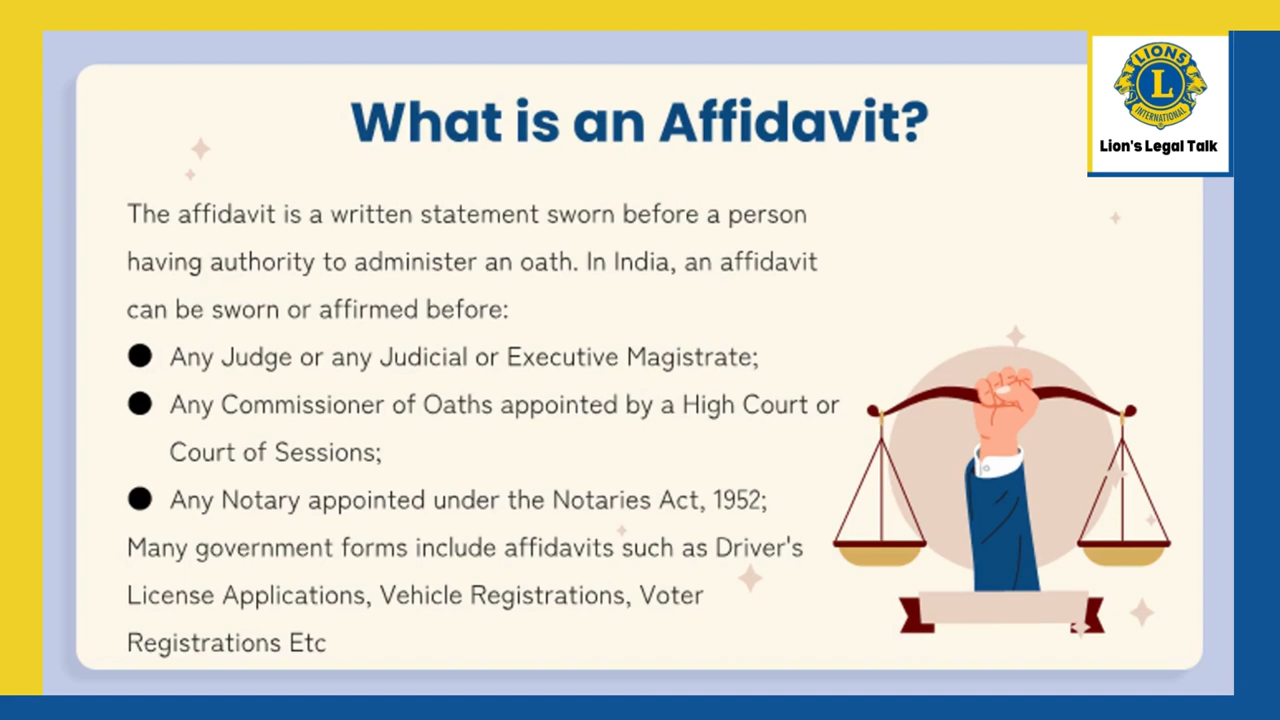 What is an Affidavit?
LIONS
L
INTERNATIONAL
Lion's Legal Talk
The affidavit is a written statement sworn before a person
having authority to administer an oath. In India, an affidavit
can be sworn or affirmed before:
● Any Judge or any Judicial or Executive Magistrate;
● Any Commissioner of Oaths appointed by a High Court or
Court of Sessions;
● Any Notary appointed under the Notaries Act, 1952;
Many government forms include affidavits such as Driver's
License Applications, Vehicle Registrations, Voter
Registrations Etc